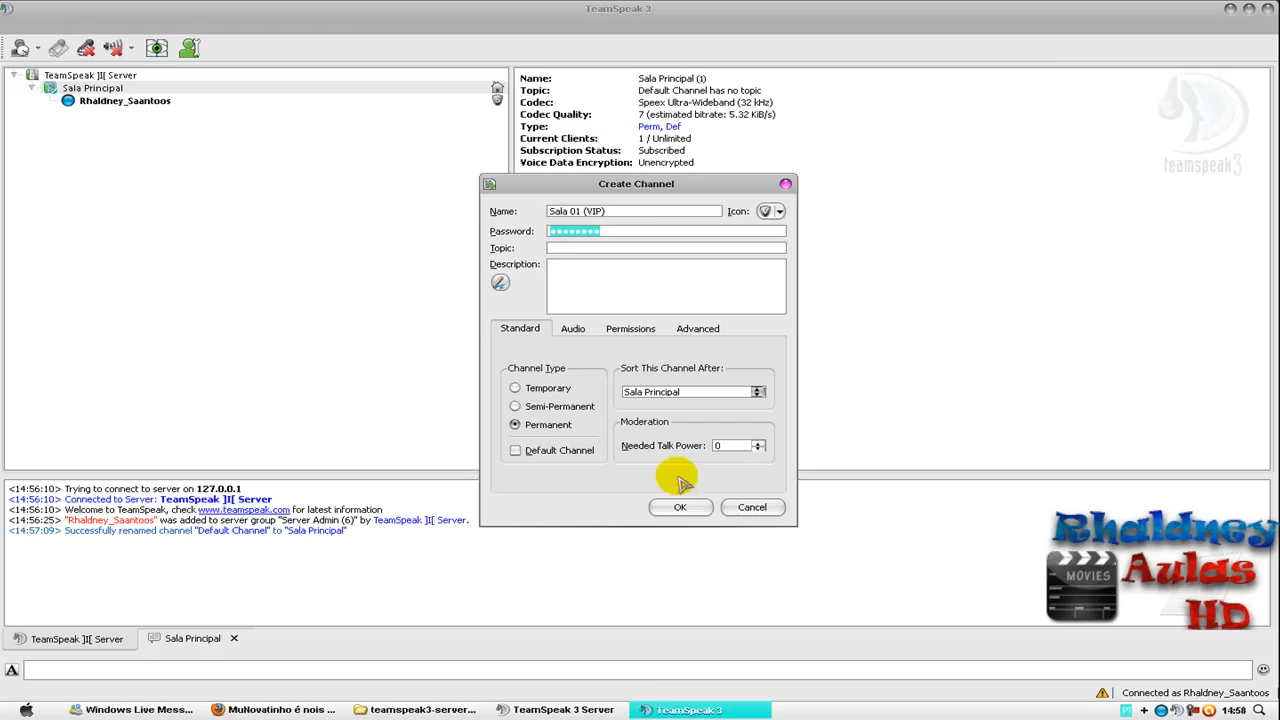 TeamSpeak 3
TeamSpeak ]I[ Server
Sala Principal
Rhaldney_Saantoos
Name: Sala Principal (1)
Topic: Default Channel has no topic
Codec: Speex Ultra-Wideband (32 kHz)
Codec Quality: 7 (estimated bitrate: 5.32 KiB/s)
Type: Perm, Def
Current Clients: 1 / Unlimited
Subscription Status: Subscribed
Voice Data Encryption: Unencrypted
teamspeak3
Create Channel
Name: Sala 01 (VIP) Icon:
Password: ●●●●●●●●
Topic:
Description:
Standard Audio Permissions Advanced
Channel Type
Temporary
Semi-Permanent
Permanent
Default Channel
Sort This Channel After:
Sala Principal
Moderation
Needed Talk Power: 0
OK Cancel
<14:56:10> Trying to connect to server on 127.0.0.1
<14:56:10> Connected to Server: TeamSpeak ]I[ Server
<14:56:10> Welcome to TeamSpeak, check www.teamspeak.com for latest information
<14:56:25> "Rhaldney_Saantoos" was added to server group "Server Admin (6)" by TeamSpeak ]I[ Server.
<14:57:09> Successfully renamed channel "Default Channel" to "Sala Principal"
Rhaldney
MOVIES
Aulas
HD
TeamSpeak ]I[ Server Sala Principal
A
Connected as Rhaldney_Saantoos
Windows Live Mess... MuNovatinho é nois ... teamspeak3-server... TeamSpeak 3 Server TeamSpeak 3 PT 14:58